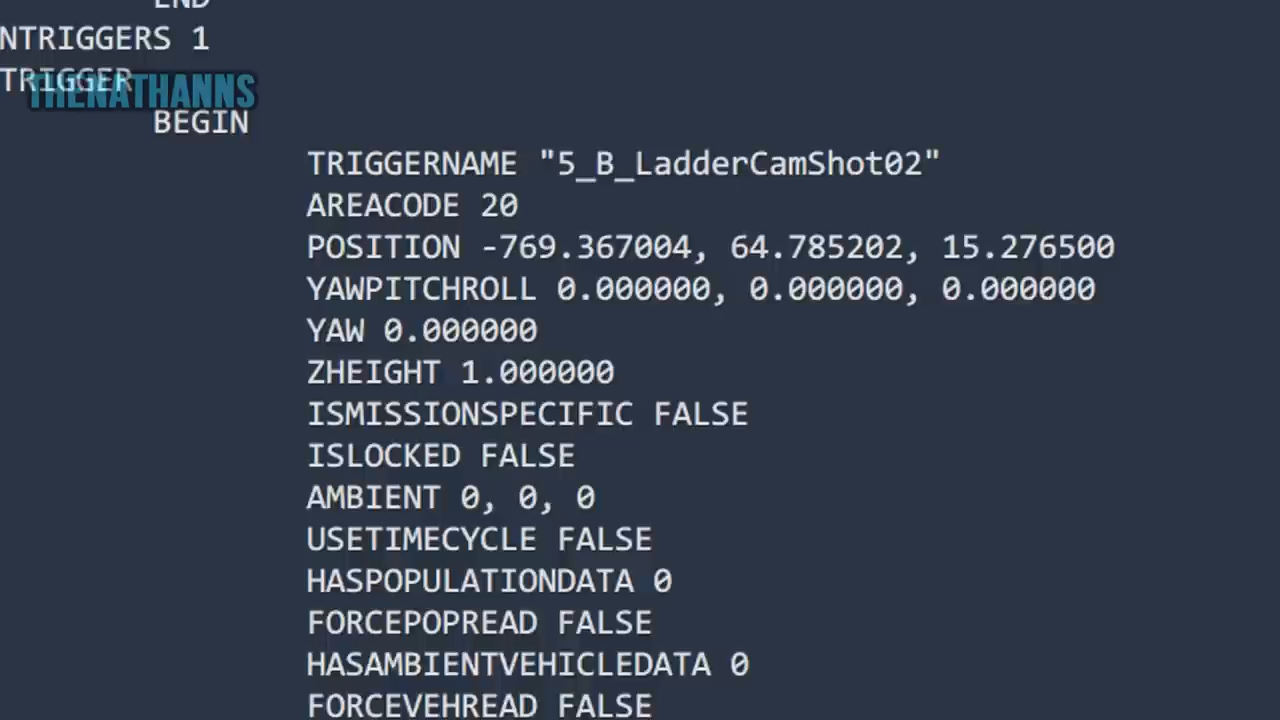 END
NTRIGGERS 1
TRIGGER
THENATHANNS
BEGIN
TRIGGERNAME "5_B_LadderCamShot02"
AREACODE 20
POSITION -769.367004, 64.785202, 15.276500
YAWPITCHROLL 0.000000, 0.000000, 0.000000
YAW 0.000000
ZHEIGHT 1.000000
ISMISSIONSPECIFIC FALSE
ISLOCKED FALSE
AMBIENT 0, 0, 0
USETIMECYCLE FALSE
HASPOPULATIONDATA 0
FORCEPOPREAD FALSE
HASAMBIENTVEHICLEDATA 0
FORCEVEHREAD FALSE